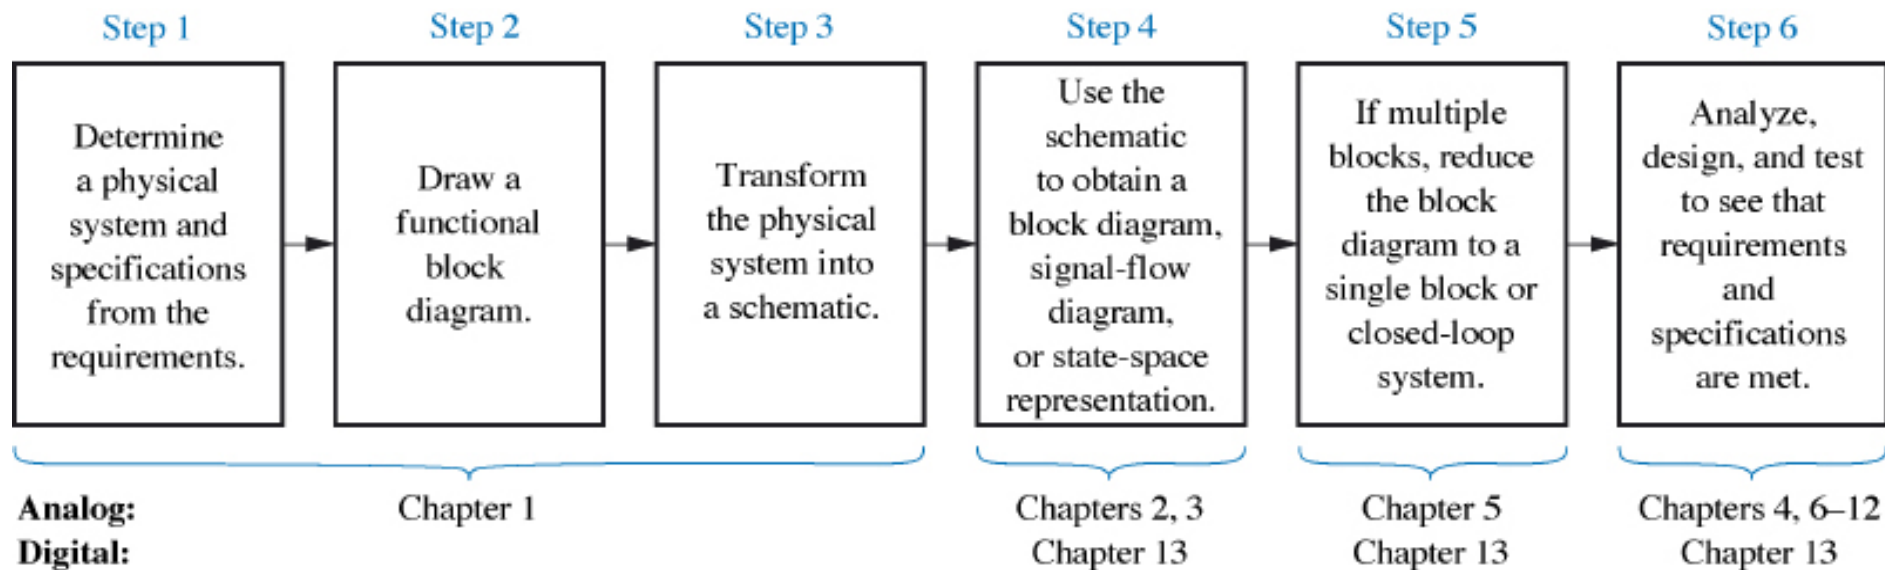 Step 1
Determine
a physical
system and
specifications
from the
requirements.
Step 2
Draw a
functional
block
diagram.
Step 3
Transform
the physical
system into
a schematic.
Step 4
Use the
schematic
to obtain a
block diagram,
signal-flow
diagram,
or state-space
representation.
Step 5
If multiple
blocks, reduce
the block
diagram to a
single block or
closed-loop
system.
Step 6
Analyze,
design, and test
to see that
requirements
and
specifications
are met.
Analog: Chapter 1 Chapters 2, 3 Chapter 5 Chapters 4, 6–12
Digital: Chapter 13 Chapter 13 Chapter 13